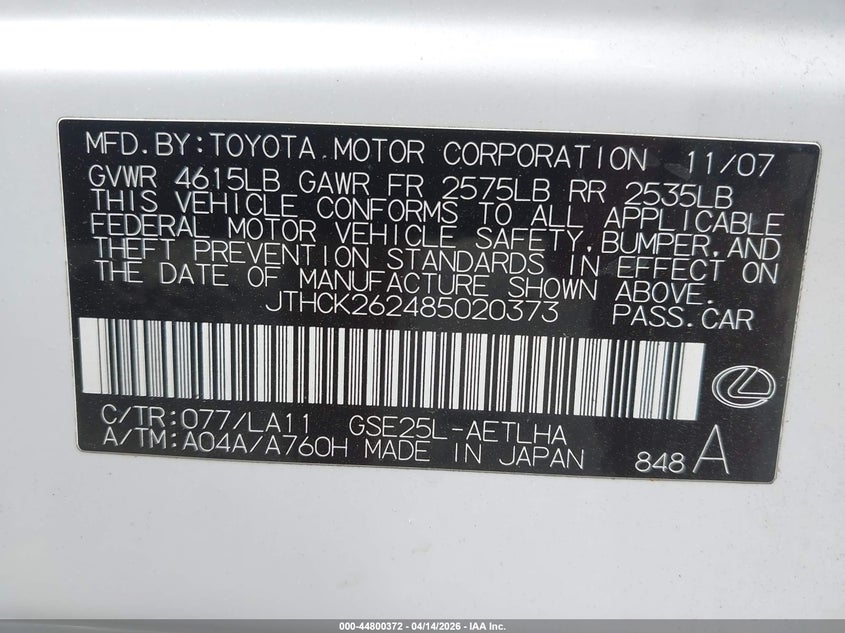 MFD.BY:TOYOTA MOTOR CORPORATION 11/07
GVWR 4615LB GAWR FR 2575LB RR 2535LB
THIS VEHICLE CONFORMS TO ALL APPLICABLE
FEDERAL MOTOR VEHICLE SAFETY, BUMPER, AND
THEFT PREVENTION STANDARDS IN EFFECT ON
THE DATE OF MANUFACTURE SHOWN ABOVE.
JTHCK262485020373 PASS.CAR
C/TR:077/LA11 GSE25L-AETLHA
A/TM:A04A/A760H MADE IN JAPAN 848 A
000-44800372 | 04/14/2026 | IAA Inc.